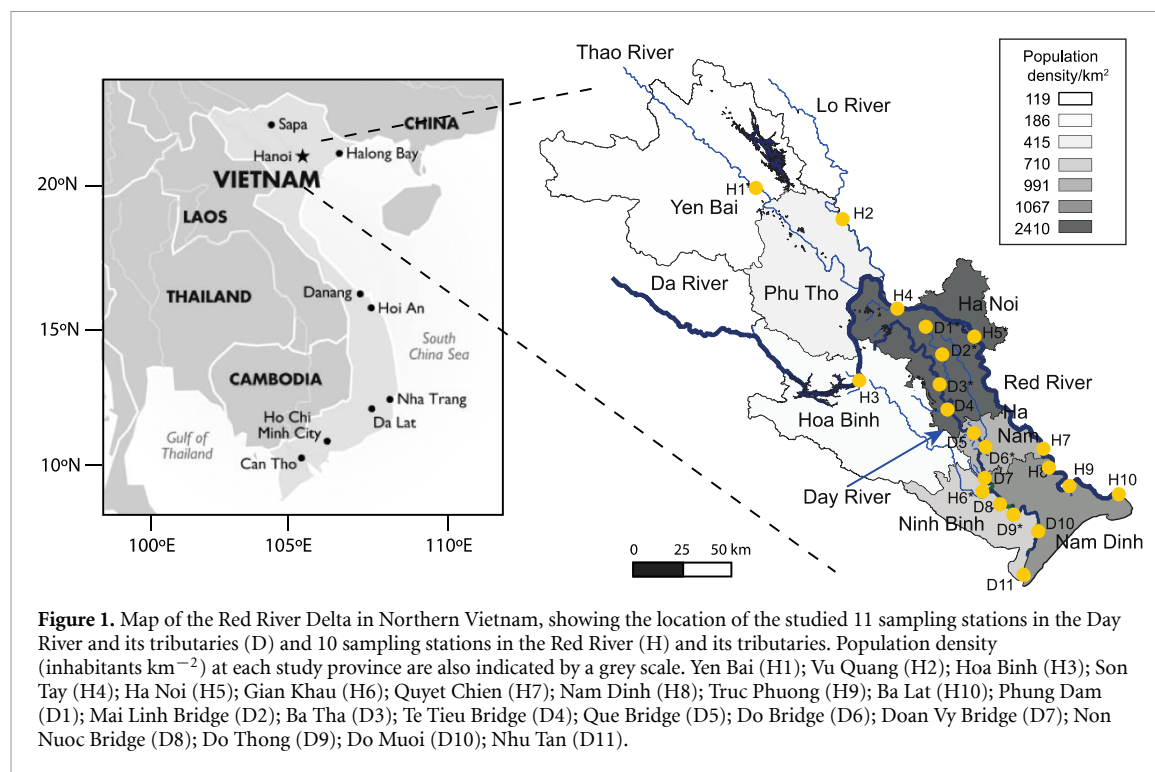 Thao River
Lo River
Population
density/km²
119
186
415
710
991
1067
2410
Sapa
CHINA
Hanoi
Halong Bay
VIETNAM
LAOS
THAILAND
Danang
Hoi An
South
China Sea
CAMBODIA
Nha Trang
Ho Chi
Minh City
Da Lat
Gulf of
Thailand
Can Tho
20ºN
15ºN
10ºN
100ºE
105ºE
110ºE
H1*
Yen Bai
H2
Da River
Phu Tho
H4
Ha Noi
D1*
H5*
D2*
H3
D3*
Red River
Hoa Binh
D4
Ha
Nam
D5
D6*
H7
D7
H8
H9
H10
Day River
H6*
D8
Ninh Binh
D9*
D10
Nam Dinh
D11
0 25 50 km
Figure 1. Map of the Red River Delta in Northern Vietnam, showing the location of the studied 11 sampling stations in the Day
River and its tributaries (D) and 10 sampling stations in the Red River (H) and its tributaries. Population density
(inhabitants km−2) at each study province are also indicated by a grey scale. Yen Bai (H1); Vu Quang (H2); Hoa Binh (H3); Son
Tay (H4); Ha Noi (H5); Gian Khau (H6); Quyet Chien (H7); Nam Dinh (H8); Truc Phuong (H9); Ba Lat (H10); Phung Dam
(D1); Mai Linh Bridge (D2); Ba Tha (D3); Te Tieu Bridge (D4); Que Bridge (D5); Do Bridge (D6); Doan Vy Bridge (D7); Non
Nuoc Bridge (D8); Do Thong (D9); Do Muoi (D10); Nhu Tan (D11).